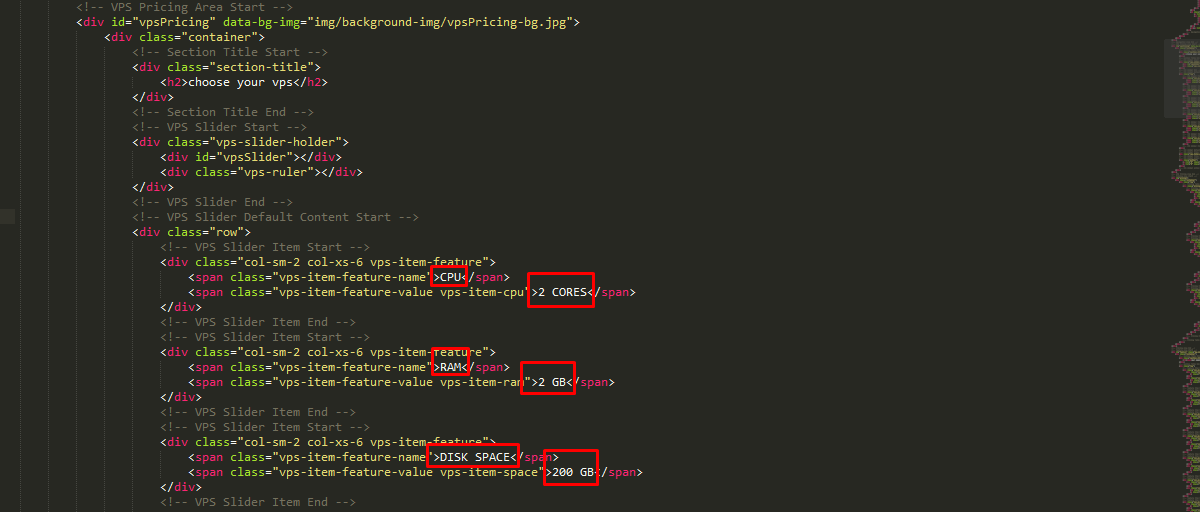 <!-- VPS Pricing Area Start -->
<div id="vpsPricing" data-bg-img="img/background-img/vpsPricing-bg.jpg">
<div class="container">
<!-- Section Title Start -->
<div class="section-title">
<h2>choose your vps</h2>
</div>
<!-- Section Title End -->
<!-- VPS Slider Start -->
<div class="vps-slider-holder">
<div id="vpsSlider"></div>
<div class="vps-ruler"></div>
</div>
<!-- VPS Slider End -->
<!-- VPS Slider Default Content Start -->
<div class="row">
<!-- VPS Slider Item Start -->
<div class="col-sm-2 col-xs-6 vps-item-feature">
<span class="vps-item-feature-name">CPU</span>
<span class="vps-item-feature-value vps-item-cpu">2 CORES</span>
</div>
<!-- VPS Slider Item End -->
<!-- VPS Slider Item Start -->
<div class="col-sm-2 col-xs-6 vps-item-feature">
<span class="vps-item-feature-name">RAM</span>
<span class="vps-item-feature-value vps-item-ram">2 GB</span>
</div>
<!-- VPS Slider Item End -->
<!-- VPS Slider Item Start -->
<div class="col-sm-2 col-xs-6 vps-item-feature">
<span class="vps-item-feature-name">DISK SPACE</span>
<span class="vps-item-feature-value vps-item-space">200 GB</span>
</div>
<!-- VPS Slider Item End -->